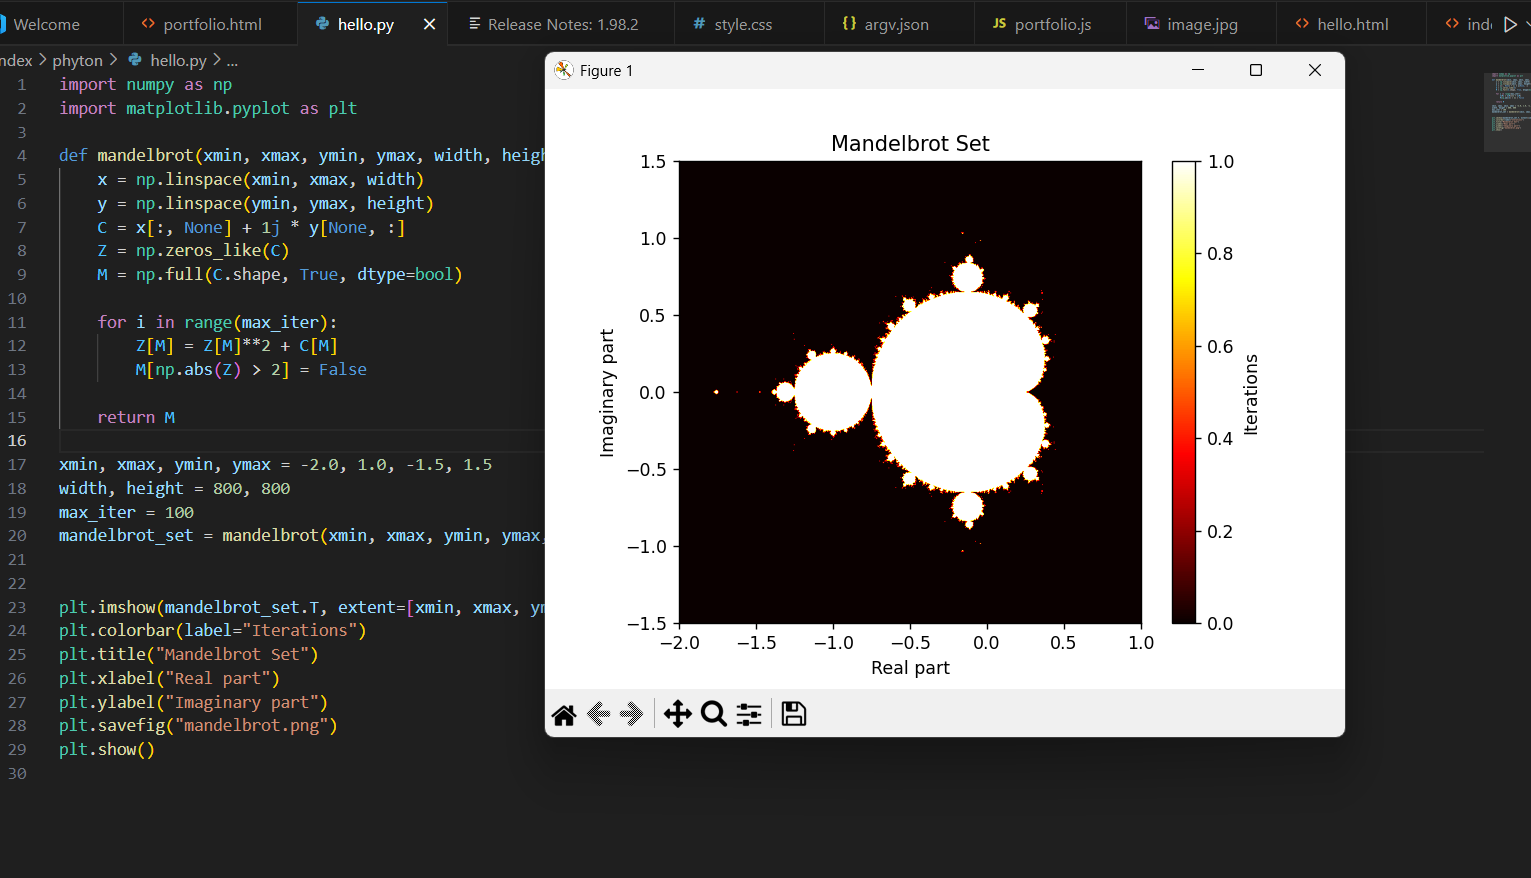 Welcome
portfolio.html
hello.py
Release Notes: 1.98.2
# style.css
{} argv.json
JS portfolio.js
image.jpg
hello.html
ndex > phyton > hello.py > ...
1 import numpy as np
2 import matplotlib.pyplot as plt
3
4 def mandelbrot(xmin, xmax, ymin, ymax, width, heigh
5 x = np.linspace(xmin, xmax, width)
6 y = np.linspace(ymin, ymax, height)
7 C = x[:, None] + 1j * y[None, :]
8 Z = np.zeros_like(C)
9 M = np.full(C.shape, True, dtype=bool)
10
11 for i in range(max_iter):
12 Z[M] = Z[M]**2 + C[M]
13 M[np.abs(Z) > 2] = False
14
15 return M
16
17 xmin, xmax, ymin, ymax = -2.0, 1.0, -1.5, 1.5
18 width, height = 800, 800
19 max_iter = 100
20 mandelbrot_set = mandelbrot(xmin, xmax, ymin, ymax,
21
22
23 plt.imshow(mandelbrot_set.T, extent=[xmin, xmax, ym
24 plt.colorbar(label="Iterations")
25 plt.title("Mandelbrot Set")
26 plt.xlabel("Real part")
27 plt.ylabel("Imaginary part")
28 plt.savefig("mandelbrot.png")
29 plt.show()
30
Figure 1
Mandelbrot Set
1.5
1.0
0.5
0.0
−0.5
−1.0
−1.5
Imaginary part
−2.0 −1.5 −1.0 −0.5 0.0 0.5 1.0
Real part
1.0
0.8
0.6
0.4
0.2
0.0
Iterations